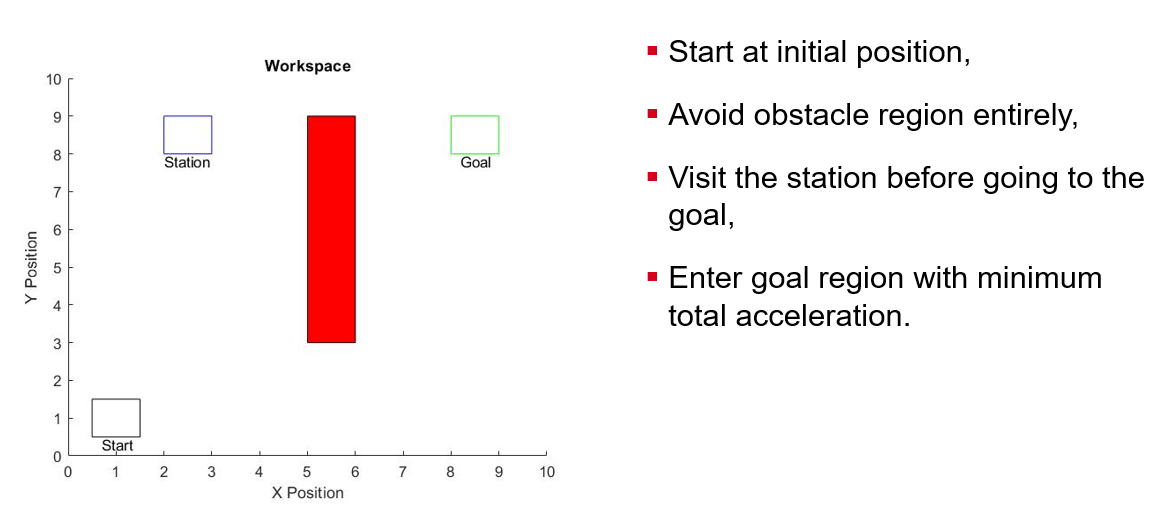 Workspace
10
9
8
7
6
5
4
3
2
1
0
Y Position
Station
Goal
Start
0 1 2 3 4 5 6 7 8 9 10
X Position
Start at initial position,
Avoid obstacle region entirely,
Visit the station before going to the
goal,
Enter goal region with minimum
total acceleration.